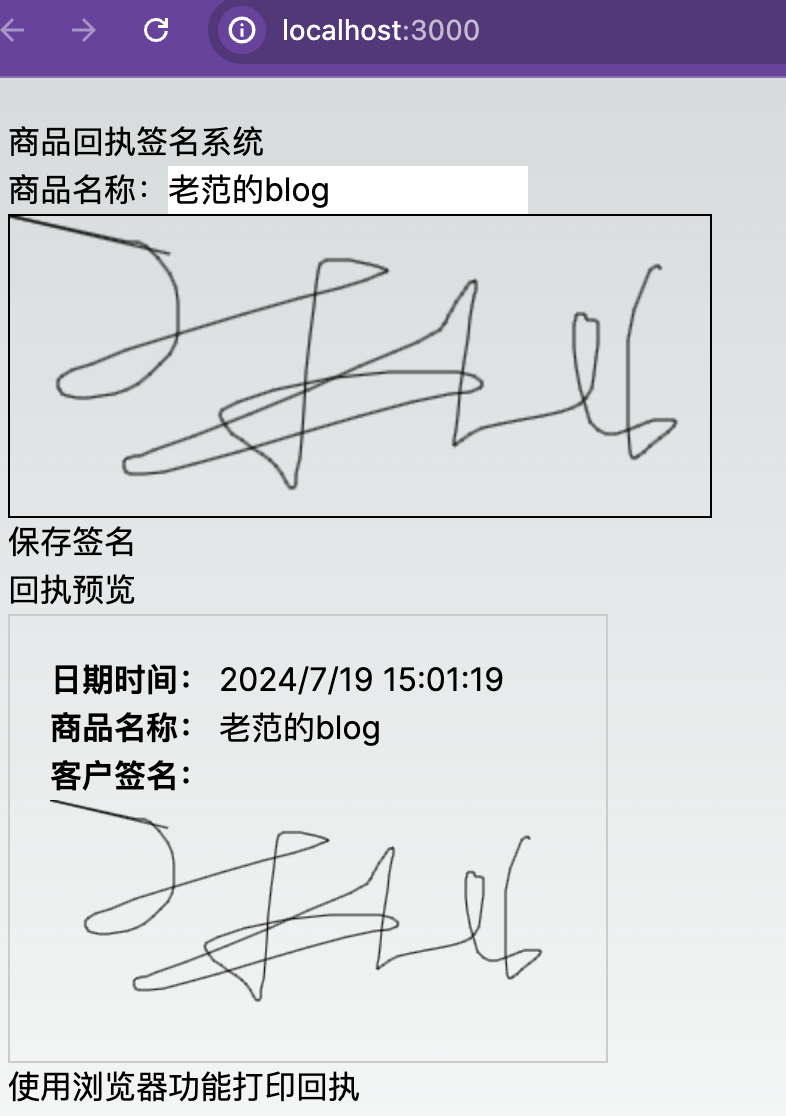 localhost:3000
商品回执签名系统
商品名称：老范的blog
保存签名
回执预览
日期时间： 2024/7/19 15:01:19
商品名称： 老范的blog
客户签名：
使用浏览器功能打印回执